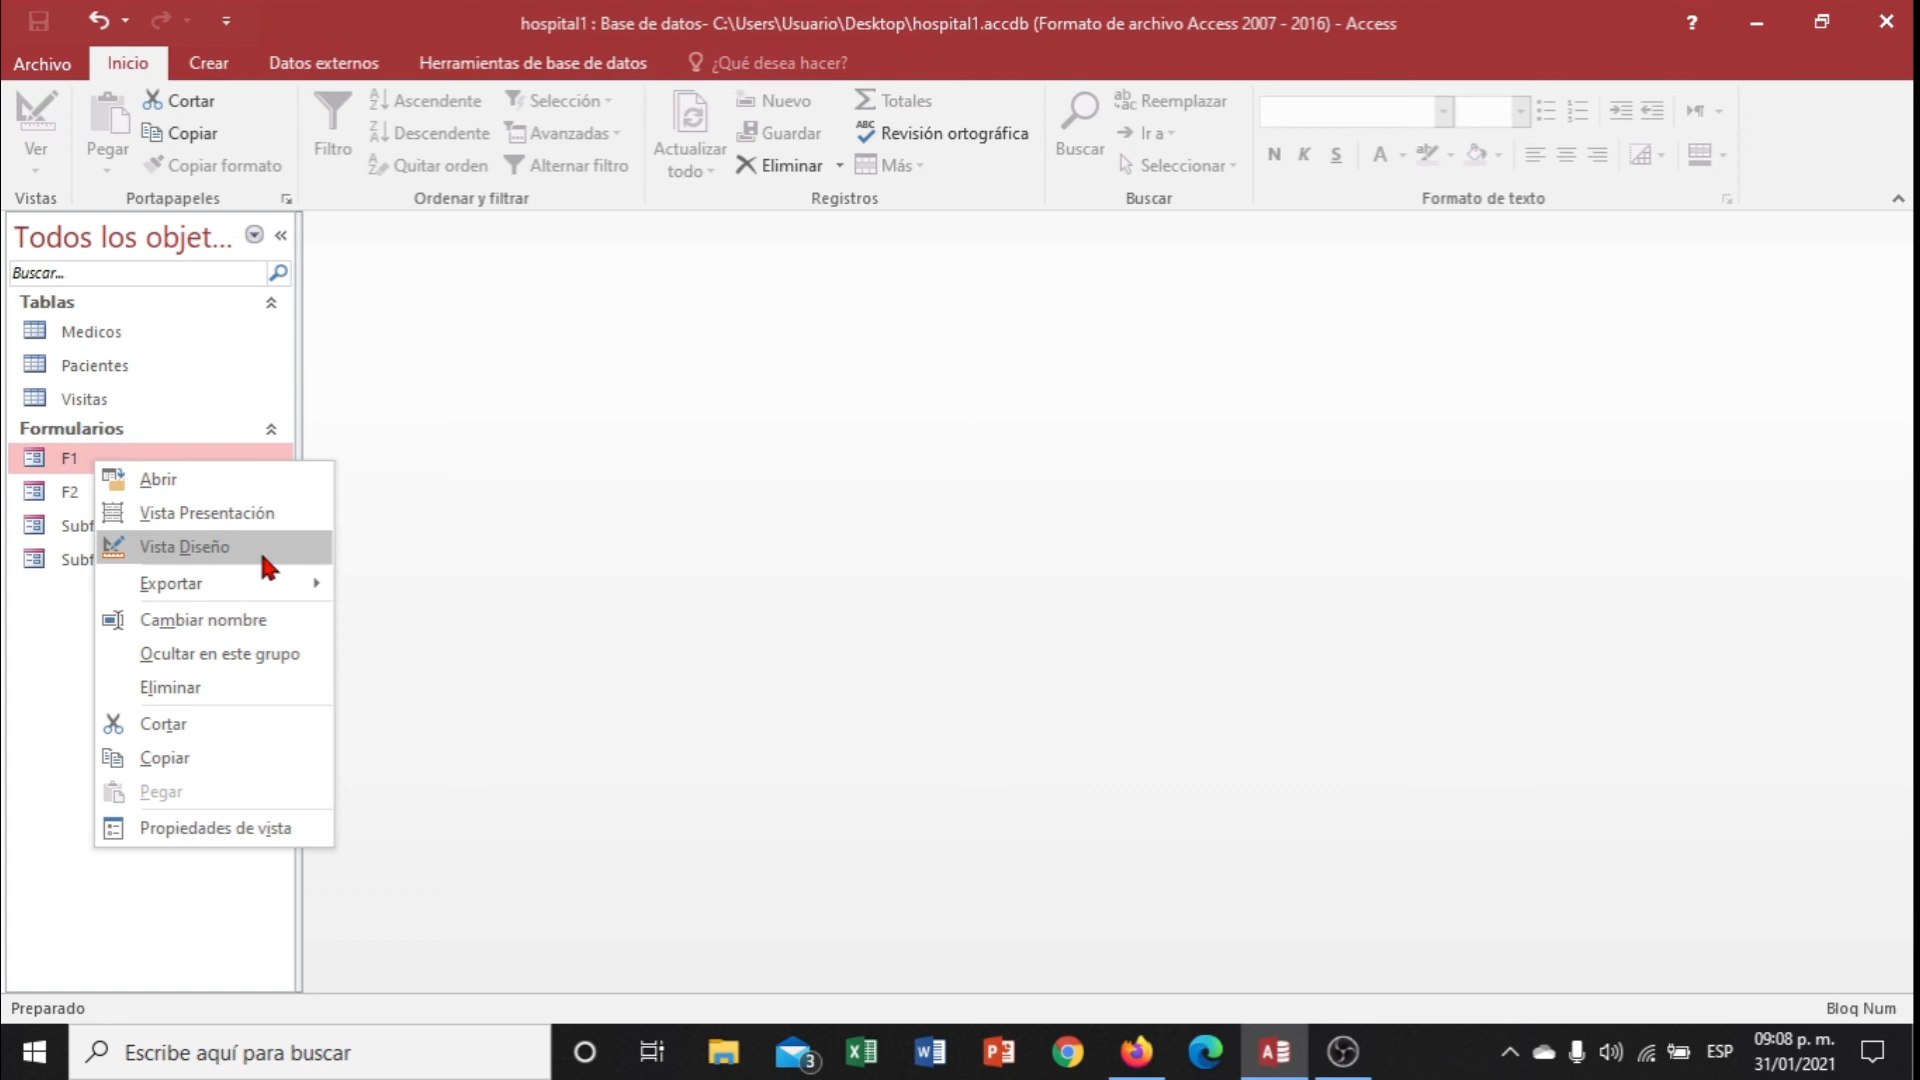 hospital1 : Base de datos- C:\Users\Usuario\Desktop\hospital1.accdb (Formato de archivo Access 2007 - 2016) - Access
Archivo Inicio Crear Datos externos Herramientas de base de datos ¿Qué desea hacer?
Ver
Vistas
Pegar
Cortar
Copiar
Copiar formato
Portapapeles
Filtro
Ascendente
Descendente
Quitar orden
Selección
Avanzadas
Alternar filtro
Ordenar y filtrar
Actualizar
todo
Nuevo
Guardar
Eliminar
Totales
Revisión ortográfica
Más
Registros
Buscar
Reemplazar
Ir a
Seleccionar
Buscar
N K S A
Formato de texto
Todos los objet...
Buscar...
Tablas
Medicos
Pacientes
Visitas
Formularios
F1
F2
Subf
Subf
Abrir
Vista Presentación
Vista Diseño
Exportar
Cambiar nombre
Ocultar en este grupo
Eliminar
Cortar
Copiar
Pegar
Propiedades de vista
Preparado
Bloq Num
Escribe aquí para buscar
3
ESP
09:08 p. m.
31/01/2021